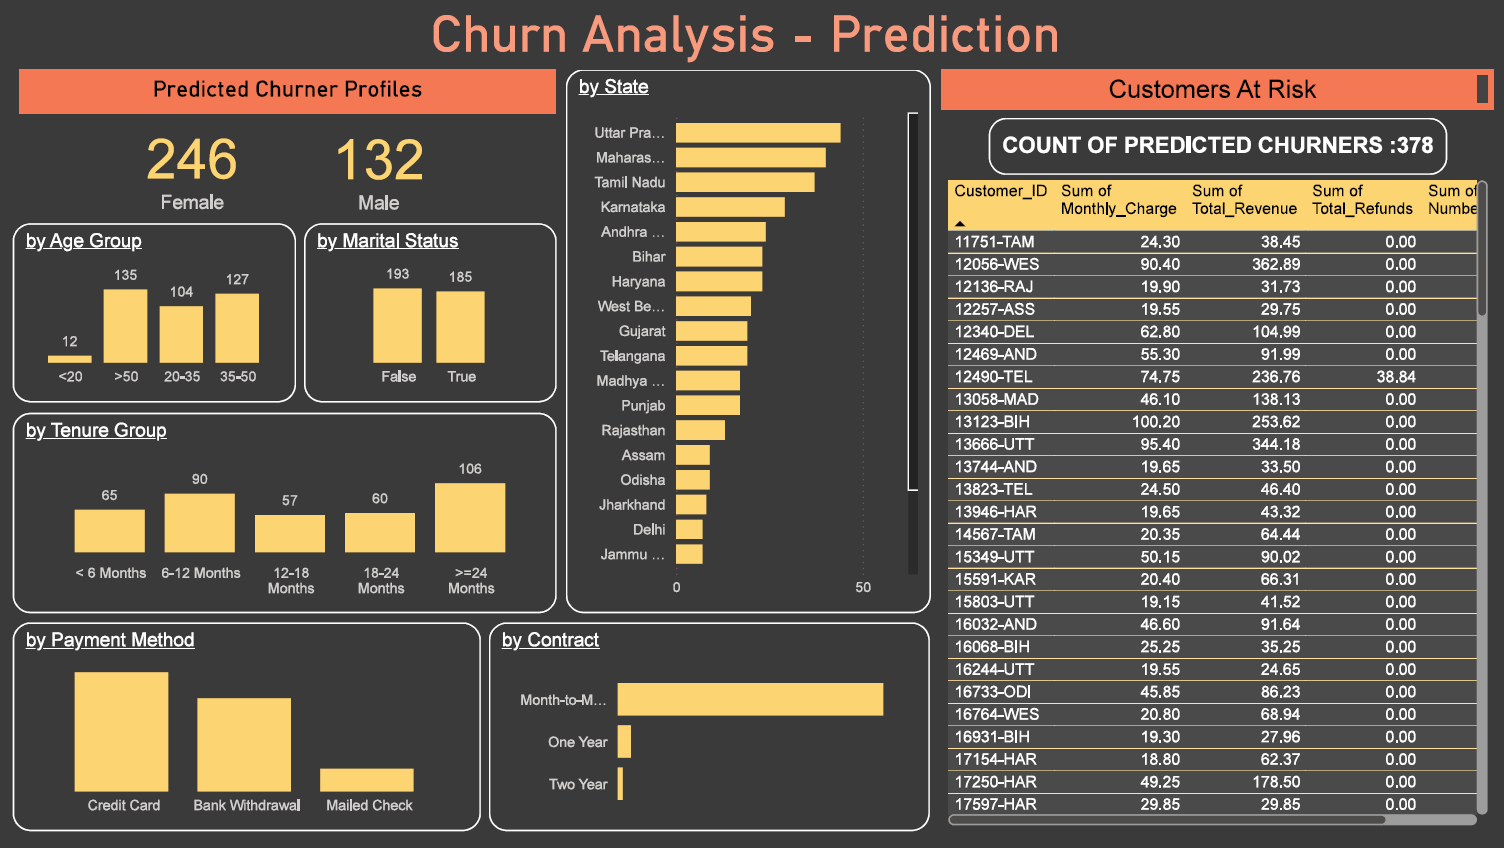 Churn Analysis - Prediction
Predicted Churner Profiles
246
Female
132
Male
by Age Group
12
135
104
127
<20
>50
20-35
35-50
by Marital Status
193
185
False
True
by Tenure Group
65
90
57
60
106
< 6 Months
6-12 Months
12-18
Months
18-24
Months
>=24
Months
by Payment Method
Credit Card
Bank Withdrawal
Mailed Check
by State
Uttar Pra...
Maharas...
Tamil Nadu
Karnataka
Andhra ...
Bihar
Haryana
West Be...
Gujarat
Telangana
Madhya ...
Punjab
Rajasthan
Assam
Odisha
Jharkhand
Delhi
Jammu ...
0
50
by Contract
Month-to-M...
One Year
Two Year
Customers At Risk
COUNT OF PREDICTED CHURNERS :378
Customer_ID Sum of Monthly_Charge Sum of Total_Revenue Sum of Total_Refunds Sum of Numbe
11751-TAM 24.30 38.45 0.00
12056-WES 90.40 362.89 0.00
12136-RAJ 19.90 31.73 0.00
12257-ASS 19.55 29.75 0.00
12340-DEL 62.80 104.99 0.00
12469-AND 55.30 91.99 0.00
12490-TEL 74.75 236.76 38.84
13058-MAD 46.10 138.13 0.00
13123-BIH 100.20 253.62 0.00
13666-UTT 95.40 344.18 0.00
13744-AND 19.65 33.50 0.00
13823-TEL 24.50 46.40 0.00
13946-HAR 19.65 43.32 0.00
14567-TAM 20.35 64.44 0.00
15349-UTT 50.15 90.02 0.00
15591-KAR 20.40 66.31 0.00
15803-UTT 19.15 41.52 0.00
16032-AND 46.60 91.64 0.00
16068-BIH 25.25 35.25 0.00
16244-UTT 19.55 24.65 0.00
16733-ODI 45.85 86.23 0.00
16764-WES 20.80 68.94 0.00
16931-BIH 19.30 27.96 0.00
17154-HAR 18.80 62.37 0.00
17250-HAR 49.25 178.50 0.00
17597-HAR 29.85 29.85 0.00